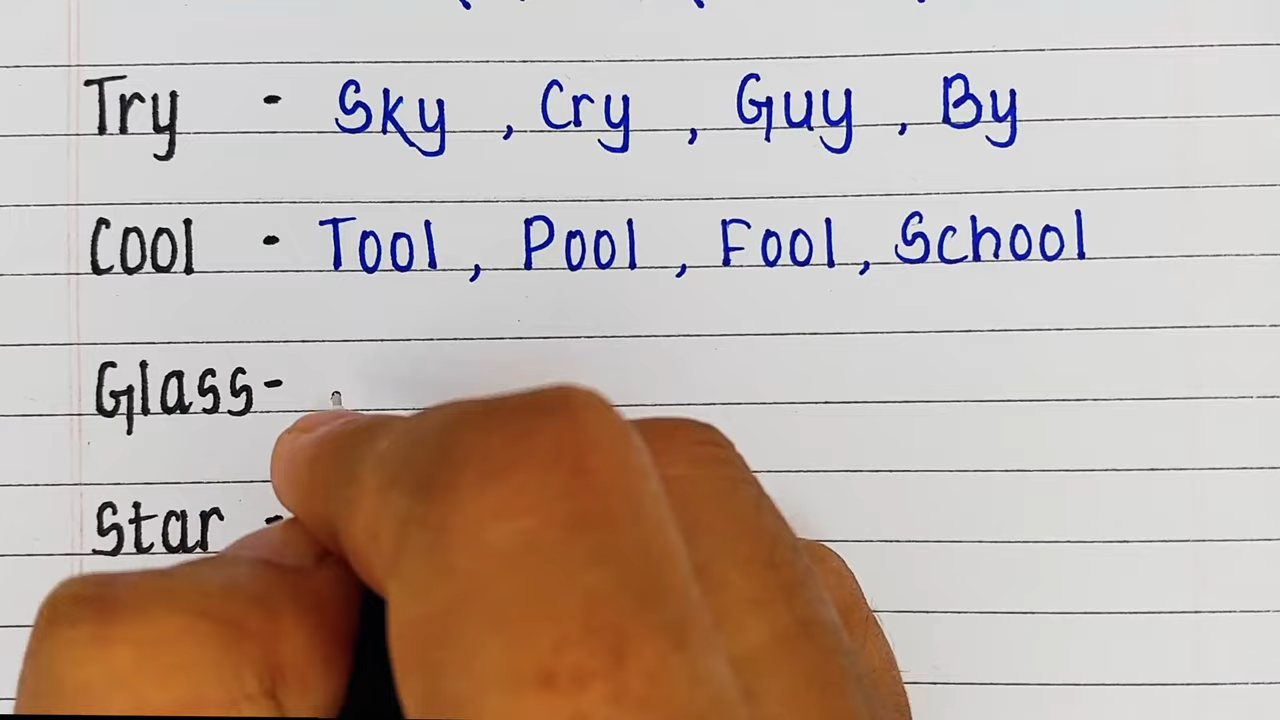 Try - Sky , Cry , Guy , By
Cool - Tool , Pool , Fool , School
Glass-
Star -